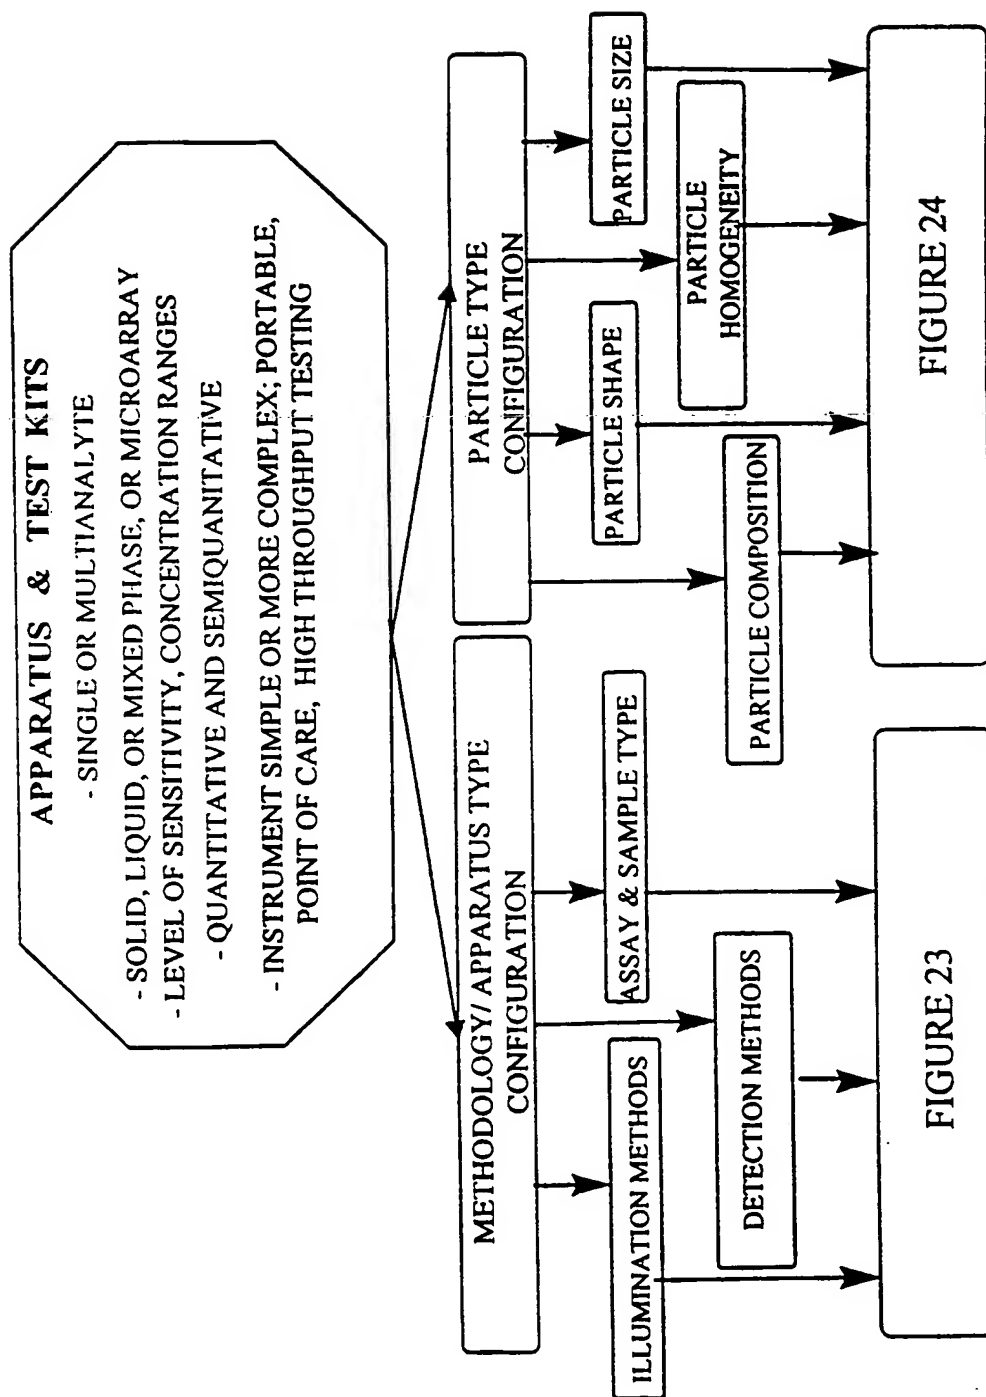 APPARATUS & TEST KITS
- SINGLE OR MULTIANALYTE
- SOLID, LIQUID, OR MIXED PHASE, OR MICROARRAY
- LEVEL OF SENSITIVITY, CONCENTRATION RANGES
- QUANTITATIVE AND SEMIQUANITATIVE
- INSTRUMENT SIMPLE OR MORE COMPLEX; PORTABLE,
POINT OF CARE, HIGH THROUGHPUT TESTING
METHODOLOGY/ APPARATUS TYPE
CONFIGURATION
PARTICLE TYPE
CONFIGURATION
ILLUMINATION METHODS
ASSAY & SAMPLE TYPE
PARTICLE SHAPE
PARTICLE SIZE
DETECTION METHODS
PARTICLE COMPOSITION
PARTICLE
HOMOGENEITY
FIGURE 23
FIGURE 24